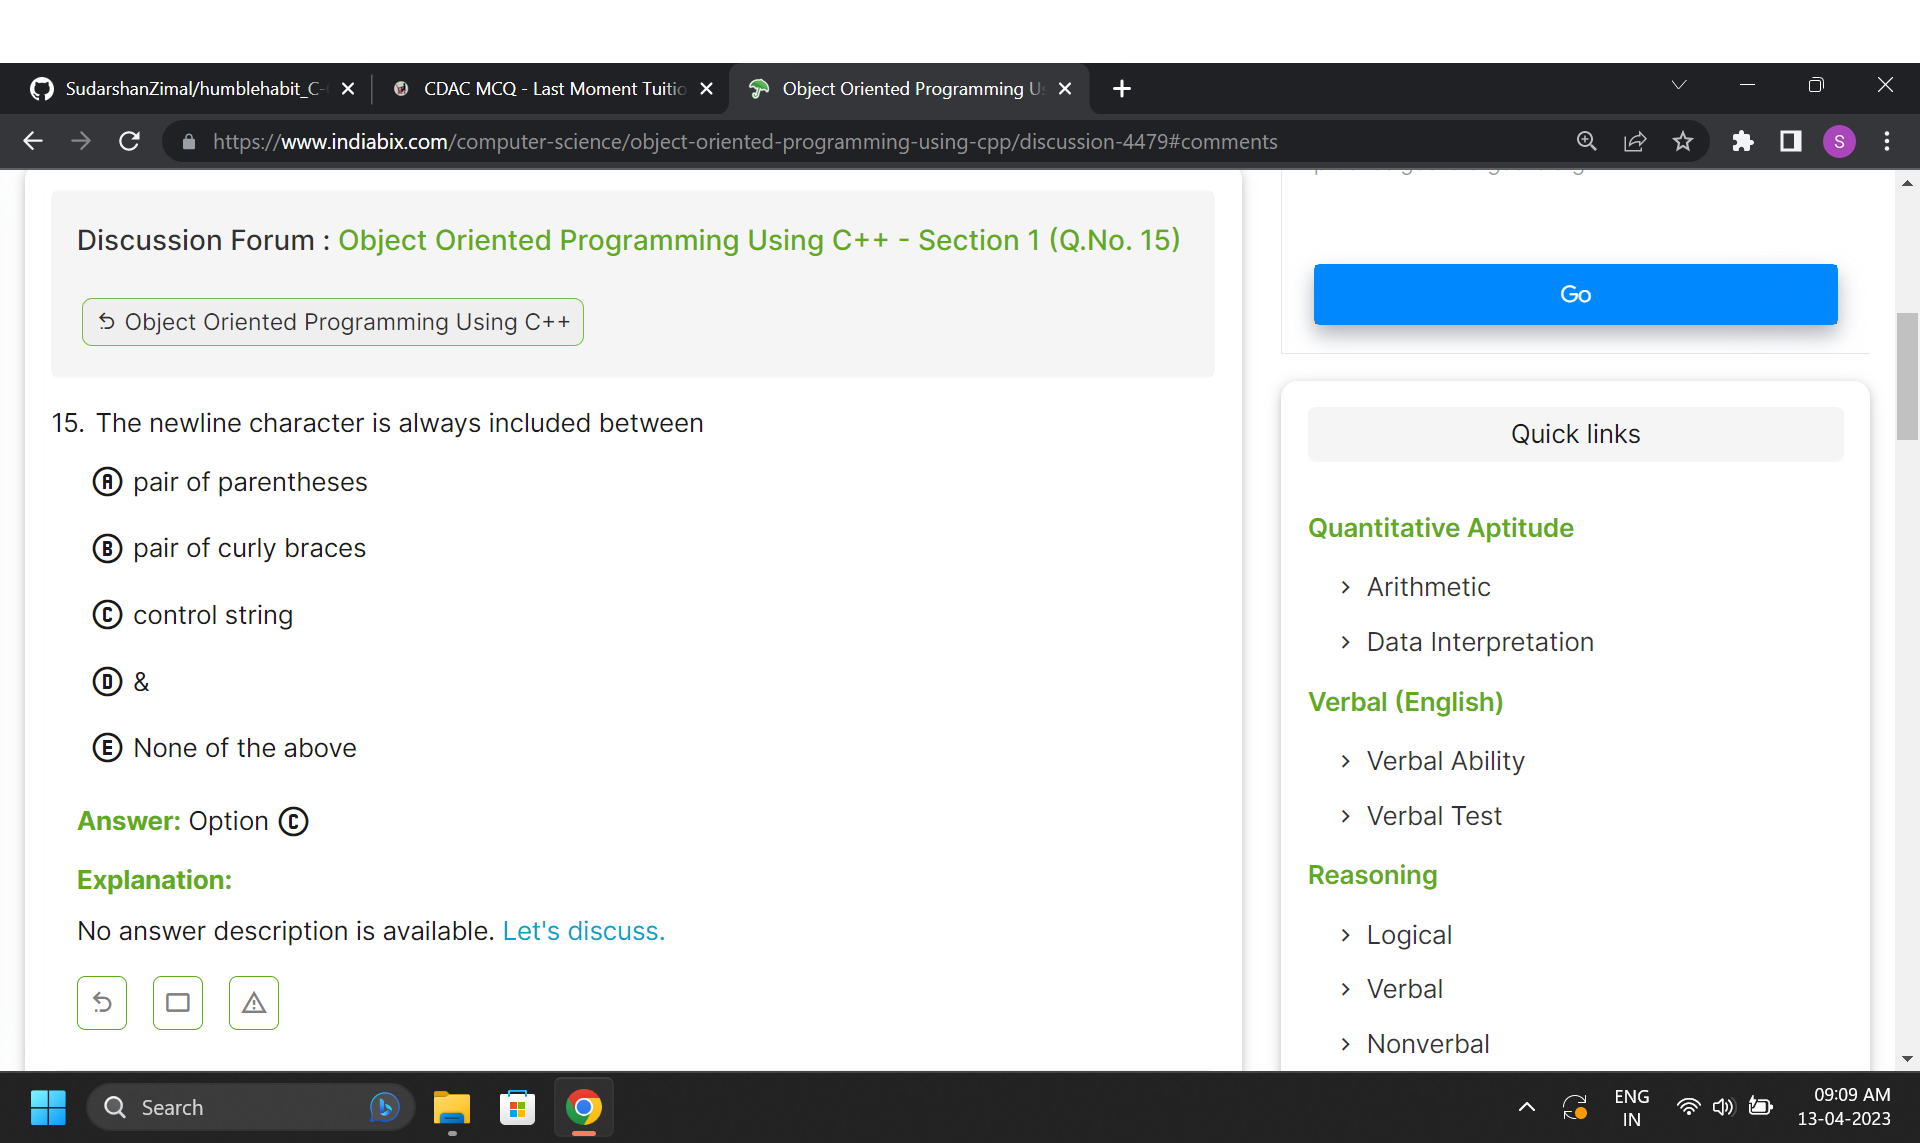 SudarshanZimal/humblehabit_C-
CDAC MCQ - Last Moment Tuitio
Object Oriented Programming Us
https://www.indiabix.com/computer-science/object-oriented-programming-using-cpp/discussion-4479#comments
S
Discussion Forum : Object Oriented Programming Using C++ - Section 1 (Q.No. 15)
Object Oriented Programming Using C++
15. The newline character is always included between
A pair of parentheses
B pair of curly braces
C control string
D &
E None of the above
Answer: Option C
Explanation:
No answer description is available. Let's discuss.
Go
Quick links
Quantitative Aptitude
› Arithmetic
› Data Interpretation
Verbal (English)
› Verbal Ability
› Verbal Test
Reasoning
› Logical
› Verbal
› Nonverbal
Search
ENG
IN
09:09 AM
13-04-2023